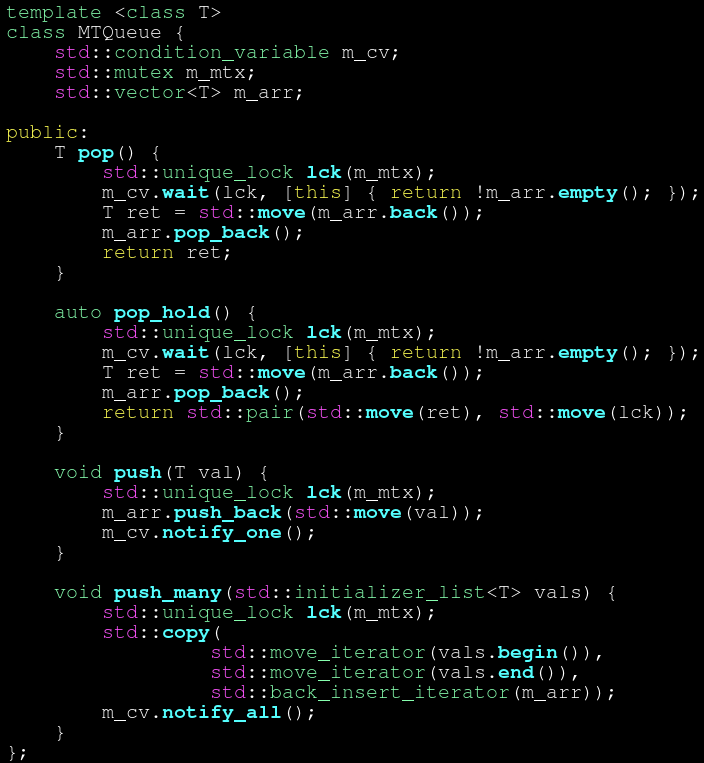 template <class T>
class MTQueue {
    std::condition_variable m_cv;
    std::mutex m_mtx;
    std::vector<T> m_arr;

public:
    T pop() {
        std::unique_lock lck(m_mtx);
        m_cv.wait(lck, [this] { return !m_arr.empty(); });
        T ret = std::move(m_arr.back());
        m_arr.pop_back();
        return ret;
    }

    auto pop_hold() {
        std::unique_lock lck(m_mtx);
        m_cv.wait(lck, [this] { return !m_arr.empty(); });
        T ret = std::move(m_arr.back());
        m_arr.pop_back();
        return std::pair(std::move(ret), std::move(lck));
    }

    void push(T val) {
        std::unique_lock lck(m_mtx);
        m_arr.push_back(std::move(val));
        m_cv.notify_one();
    }

    void push_many(std::initializer_list<T> vals) {
        std::unique_lock lck(m_mtx);
        std::copy(
                 std::move_iterator(vals.begin()),
                 std::move_iterator(vals.end()),
                 std::back_insert_iterator(m_arr));
        m_cv.notify_all();
    }
};